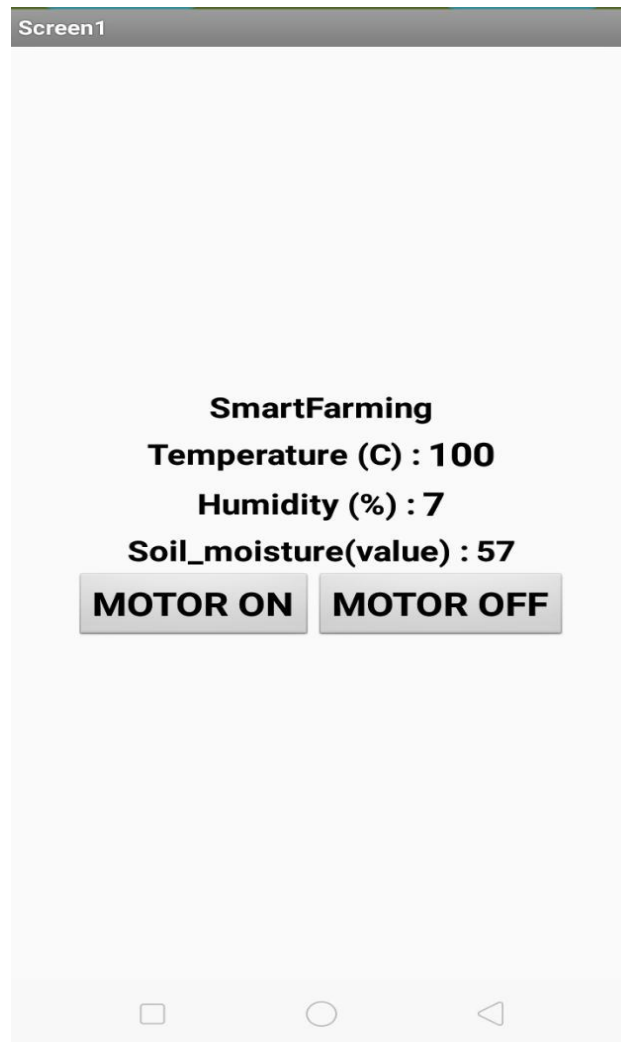 Screen1
SmartFarming
Temperature (C) : 100
Humidity (%) : 7
Soil_moisture(value) : 57
MOTOR ON MOTOR OFF